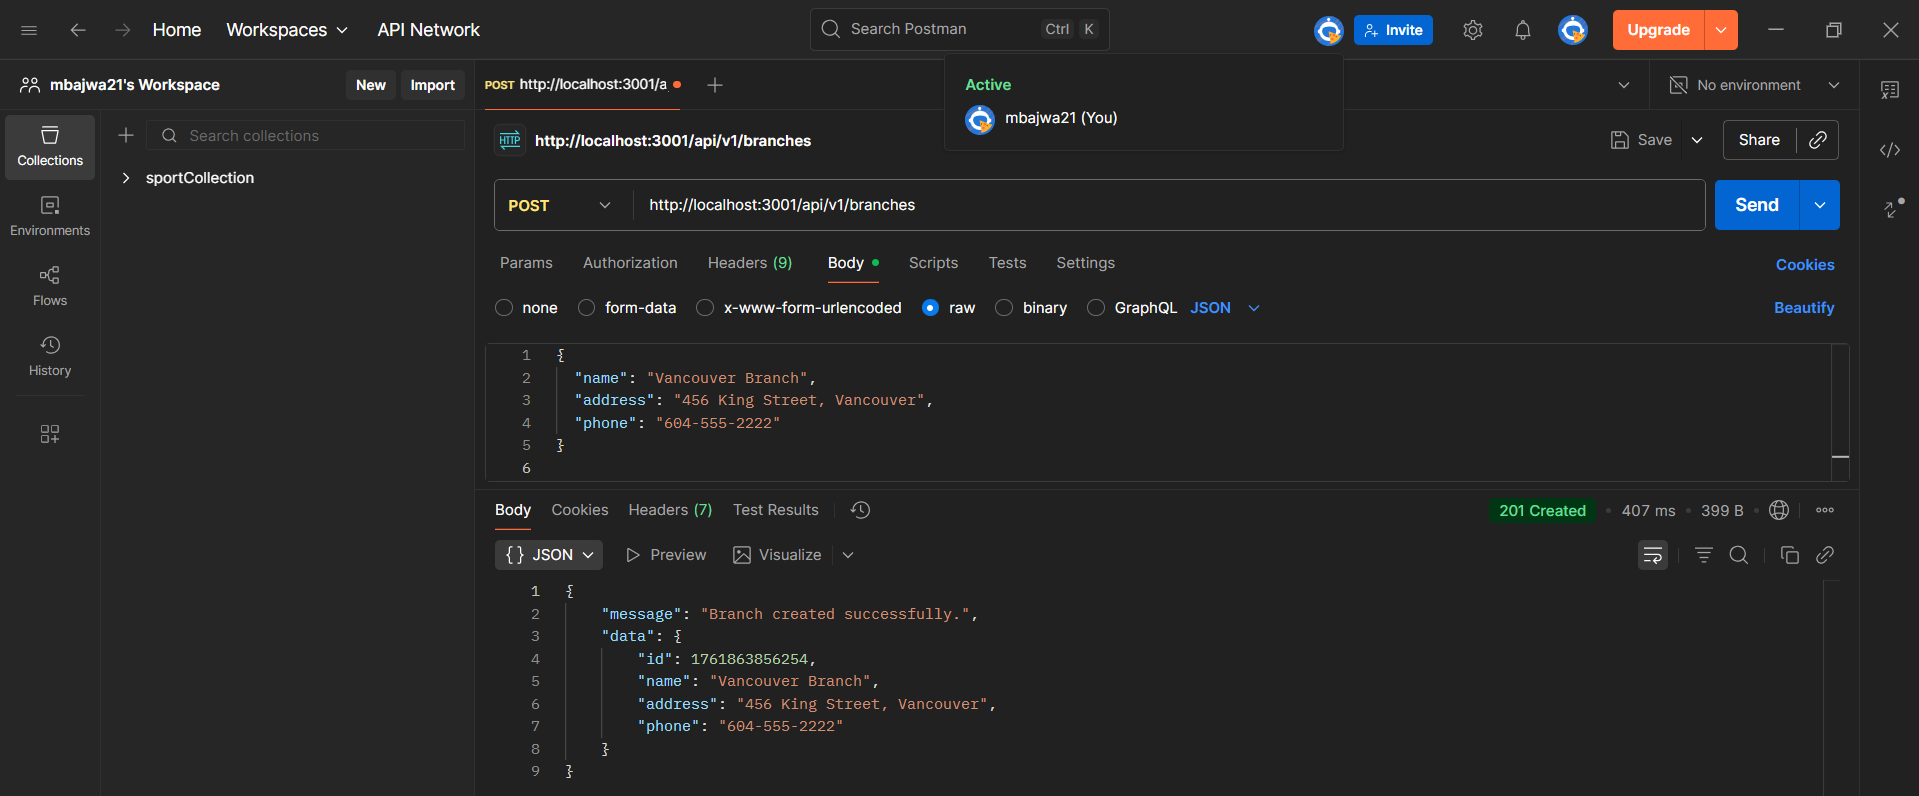 Home Workspaces API Network Search Postman Ctrl K Invite Upgrade
mbajwa21's Workspace New Import
POST http://localhost:3001/a
Active
mbajwa21 (You)
No environment
Search collections
Collections
Environments
Flows
History
sportCollection
HTTP http://localhost:3001/api/v1/branches
Save Share
POST http://localhost:3001/api/v1/branches Send
Params Authorization Headers (9) Body Scripts Tests Settings Cookies
none form-data x-www-form-urlencoded raw binary GraphQL JSON Beautify
1 {
2 "name": "Vancouver Branch",
3 "address": "456 King Street, Vancouver",
4 "phone": "604-555-2222"
5 }
6
Body Cookies Headers (7) Test Results 201 Created • 407 ms • 399 B
{} JSON Preview Visualize
1 {
2 "message": "Branch created successfully.",
3 "data": {
4 "id": 1761863856254,
5 "name": "Vancouver Branch",
6 "address": "456 King Street, Vancouver",
7 "phone": "604-555-2222"
8 }
9 }